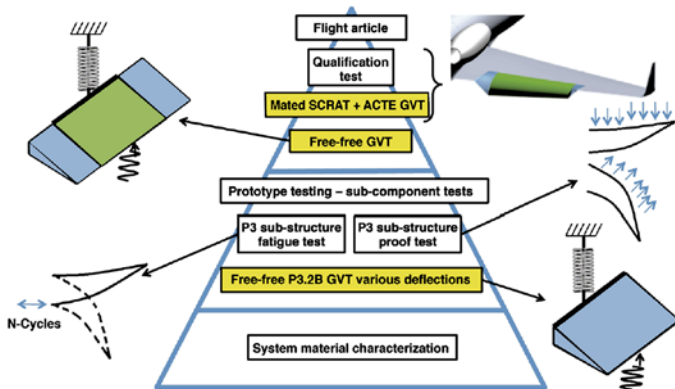 Flight article
Qualification
test
Mated SCRAT + ACTE GVT
Free-free GVT
Prototype testing – sub-component tests
P3 sub-structure
fatigue test
P3 sub-structure
proof test
Free-free P3.2B GVT various deflections
N-Cycles
System material characterization